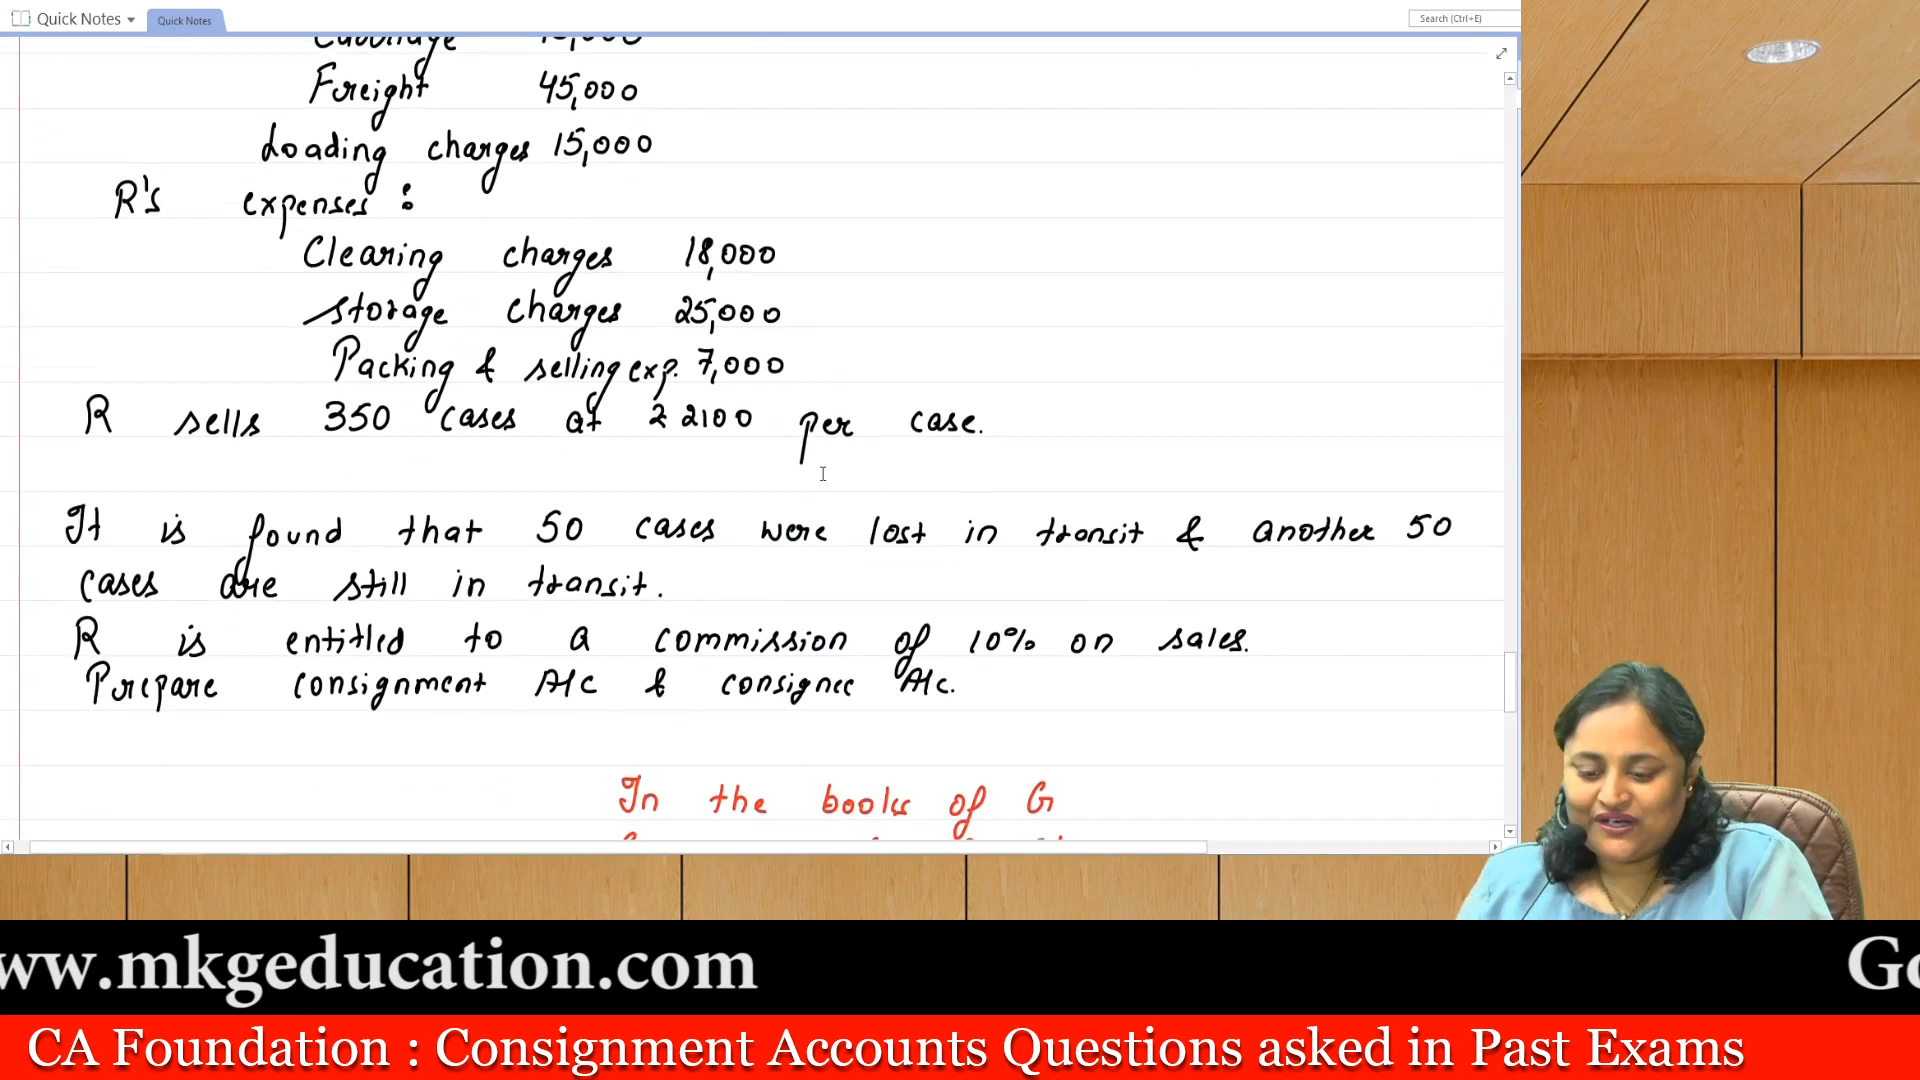 Quick Notes
Quick Notes
Search (Ctrl+E)
Freight 45,000
Loading charges 15,000
R's expenses :
Clearing charges 18,000
Storage charges 25,000
Packing & selling exp. 7,000
R sells 350 cases at ₹ 2100 per case.
It is found that 50 cases were lost in transit & another 50
cases are still in transit.
R is entitled to a commission of 10% on sales.
Prepare consignment A/c & consignee A/c.
In the books of G
ww.mkgeducation.com
Go
CA Foundation : Consignment Accounts Questions asked in Past Exams